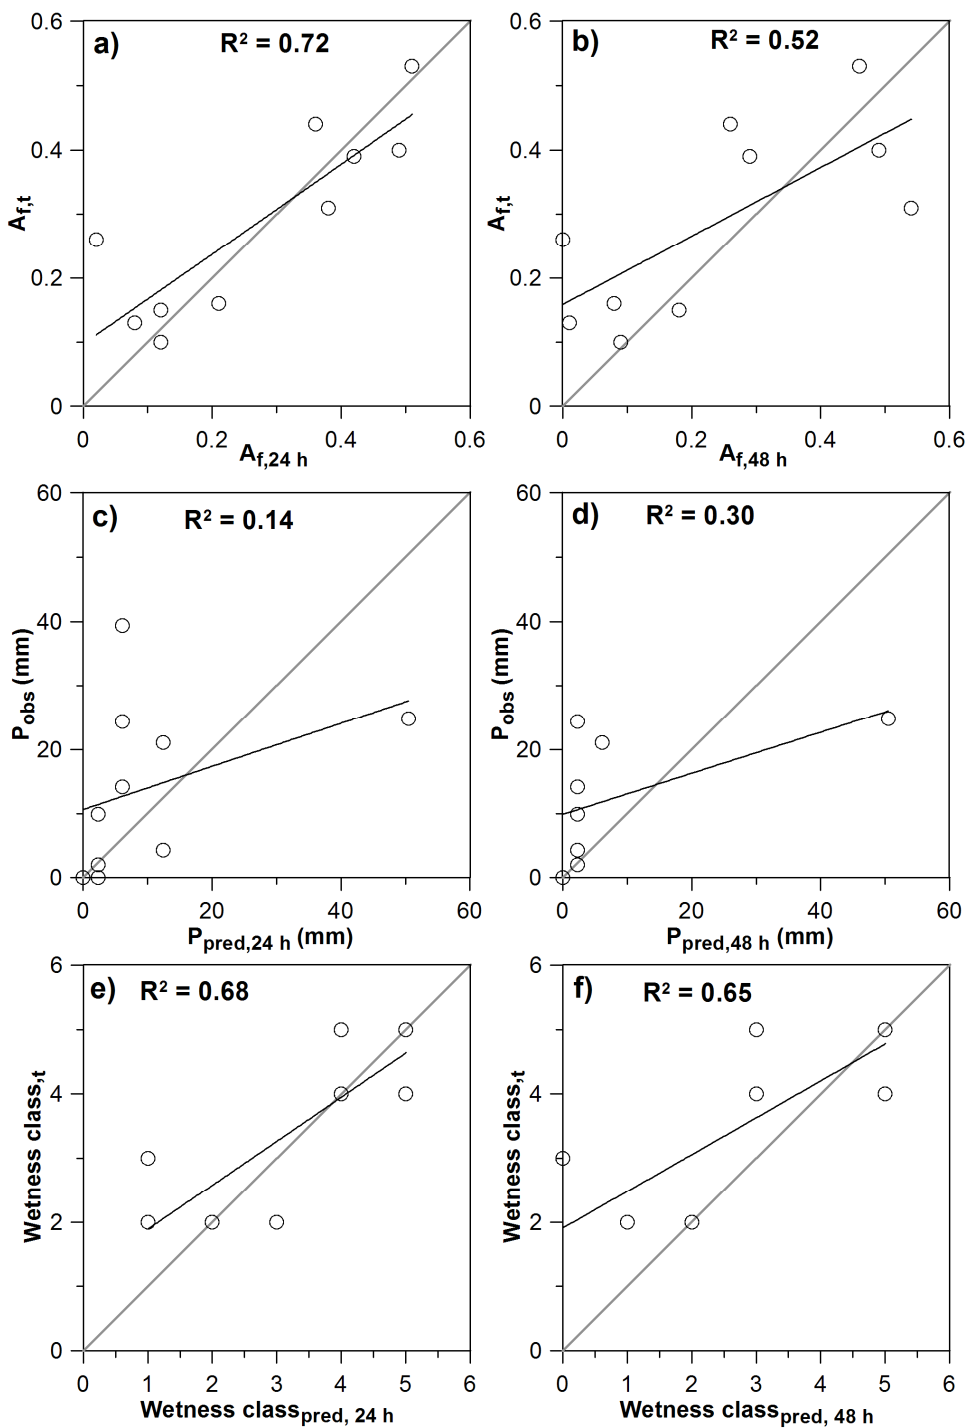 a) R² = 0.72
0.6
0.4
0.2
0
A_f,t
0 0.2 0.4 0.6
A_f,24 h
b) R² = 0.52
0.6
0.4
0.2
0
A_f,t
0 0.2 0.4 0.6
A_f,48 h
c) R² = 0.14
60
40
20
0
P_obs (mm)
0 20 40 60
P_pred,24 h (mm)
d) R² = 0.30
60
40
20
0
P_obs (mm)
0 20 40 60
P_pred,48 h (mm)
e) R² = 0.68
6
4
2
0
Wetness class,t
0 1 2 3 4 5 6
Wetness class_pred, 24 h
f) R² = 0.65
6
4
2
0
Wetness class,t
0 1 2 3 4 5 6
Wetness class_pred, 48 h